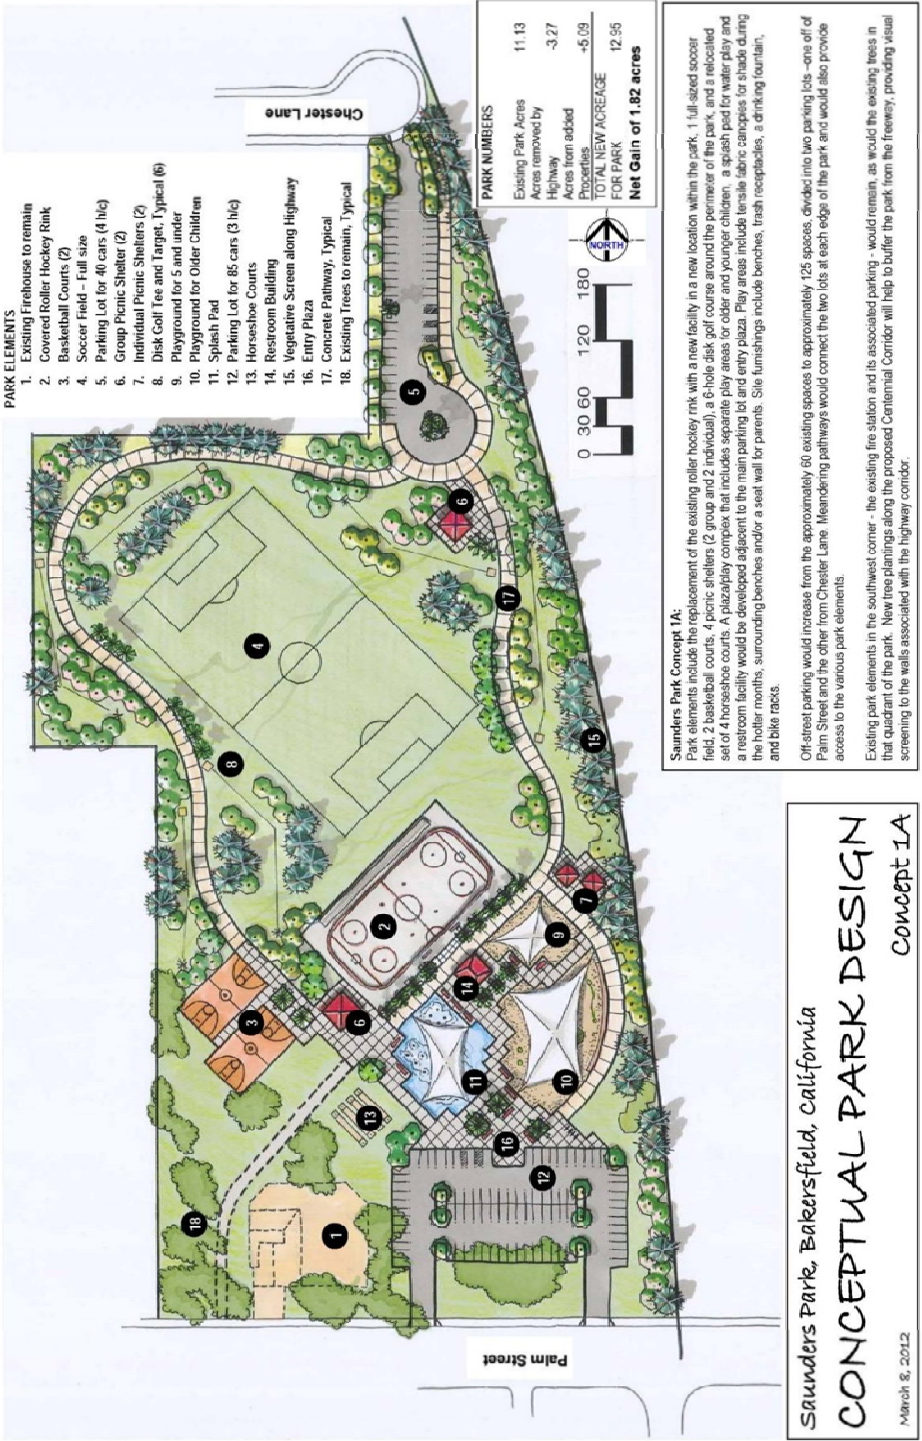 PARK ELEMENTS
1. Existing Firehouse to remain
2. Covered Roller Hockey Rink
3. Basketball Courts (2)
4. Soccer Field – Full size
5. Parking Lot for 40 cars (4 h/c)
6. Group Picnic Shelter (2)
7. Individual Picnic Shelters (2)
8. Disk Golf Tee and Target, Typical (6)
9. Playground for 5 and under
10. Playground for Older Children
11. Splash Pad
12. Parking Lot for 85 cars (3 h/c)
13. Horseshoe Courts
14. Restroom Building
15. Vegetative Screen along Highway
16. Entry Plaza
17. Concrete Pathway, Typical
18. Existing Trees to remain, Typical
Chester Lane
Palm Street
18
1
13
12
16
3
6
11
10
14
2
9
7
8
4
15
17
6
5
0 30 60 120 180
NORTH
PARK NUMBERS
Existing Park Acres 11.13
Acres removed by
Highway -3.27
Acres from added
Properties +5.09
TOTAL NEW ACREAGE
FOR PARK 12.95
Net Gain of 1.82 acres
Saunders Park Concept 1A:
Park elements include the replacement of the existing roller hockey rink with a new facility in a new location within the park, 1 full-sized soccer
field, 2 basketball courts, 4 picnic shelters (2 group and 2 individual), a 6-hole disk golf course around the perimeter of the park, and a relocated
set of 4 horseshoe courts. A plaza/play complex that includes separate play areas for older and younger children, a splash pad for water play and
a restroom facility would be developed adjacent to the main parking lot and entry plaza. Play areas include tensile fabric canopies for shade during
the hotter months, surrounding benches and/or a seat wall for parents. Site furnishings include benches, trash receptacles, a drinking fountain,
and bike racks.
Off-street parking would increase from the approximately 60 existing spaces to approximately 125 spaces, divided into two parking lots –one off of
Palm Street and the other from Chester Lane. Meandering pathways would connect the two lots at each edge of the park and would also provide
access to the various park elements.
Existing park elements in the southwest corner - the existing fire station and its associated parking - would remain, as would the existing trees in
that quadrant of the park. New tree plantings along the proposed Centennial Corridor will help to buffer the park from the freeway, providing visual
screening to the walls associated with the highway corridor.
Saunders Park, Bakersfield, California
CONCEPTUAL PARK DESIGN
Concept 1A
March 8, 2012